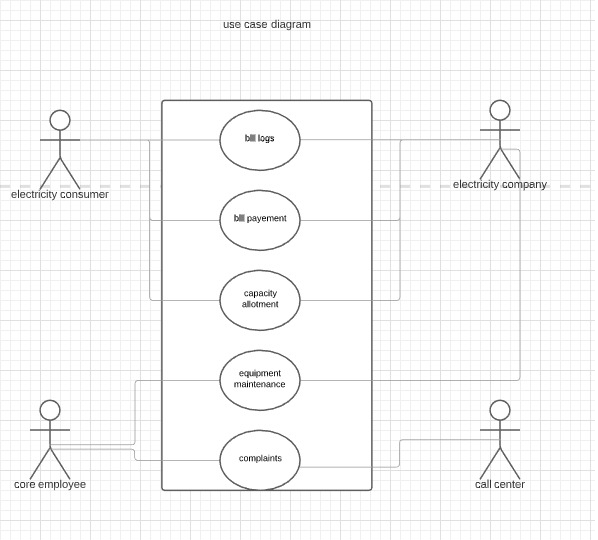 use case diagram
bill logs
electricity company
electricity consumer
bill payement
capacity
allotment
equipment
maintenance
complaints
core employee
call center